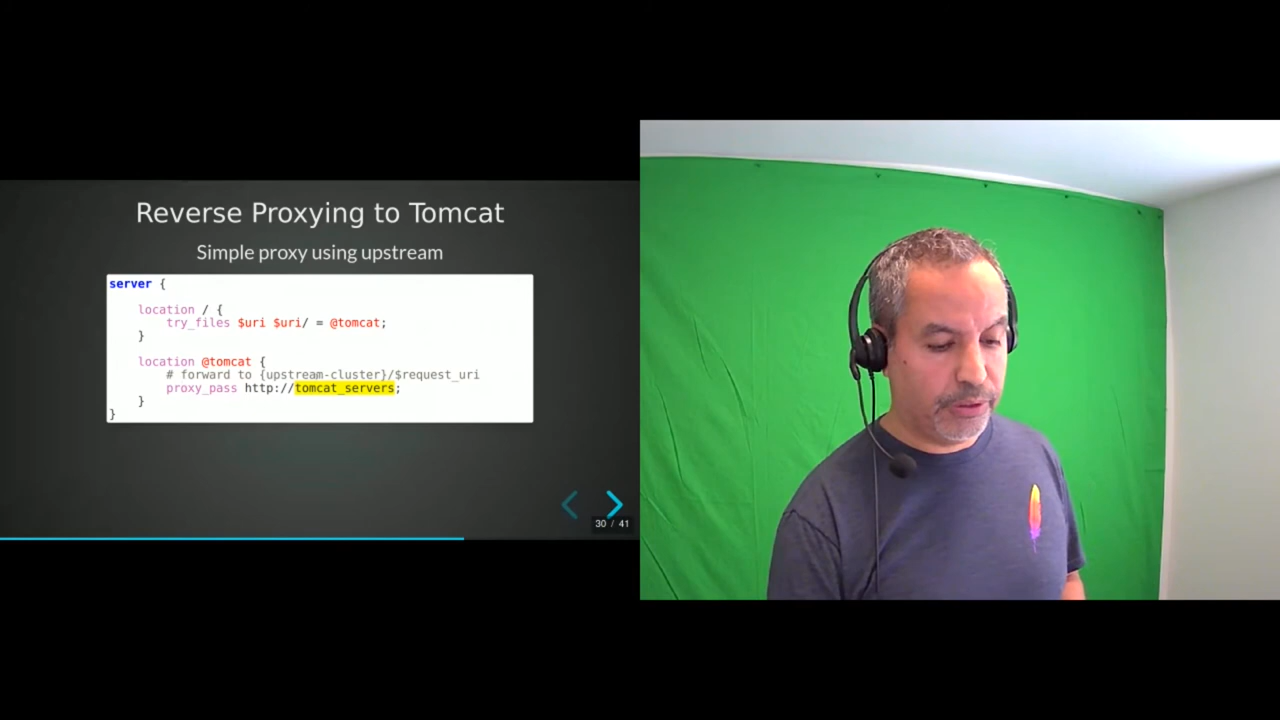 Reverse Proxying to Tomcat
Simple proxy using upstream
server {
location / {
try_files $uri $uri/ = @tomcat;
}
location @tomcat {
# forward to {upstream-cluster}/$request_uri
proxy_pass http://tomcat_servers;
}
}
30 / 41